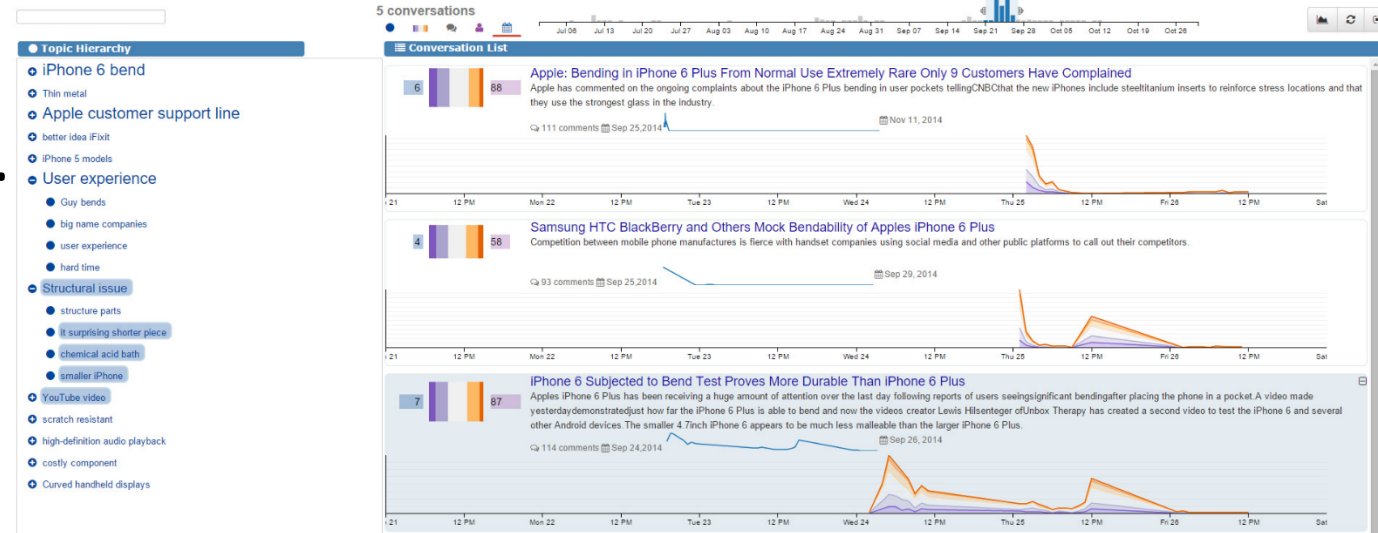 5 conversations
Jul 06 Jul 13 Jul 20 Jul 27 Aug 03 Aug 10 Aug 17 Aug 24 Aug 31 Sep 07 Sep 14 Sep 21 Sep 28 Oct 05 Oct 12 Oct 19 Oct 26
Topic Hierarchy
iPhone 6 bend
Thin metal
Apple customer support line
better idea iFixit
iPhone 5 models
User experience
Guy bends
big name companies
user experience
hard time
Structural issue
structure parts
it surprising shorter piece
chemical acid bath
smaller iPhone
YouTube video
scratch resistant
high-definition audio playback
costly component
Curved handheld displays
Conversation List
6 88
Apple: Bending in iPhone 6 Plus From Normal Use Extremely Rare Only 9 Customers Have Complained
Apple has commented on the ongoing complaints about the iPhone 6 Plus bending in user pockets tellingCNBCthat the new iPhones include steeltitanium inserts to reinforce stress locations and that
they use the strongest glass in the industry.
111 comments Sep 25,2014 Nov 11, 2014
21 12 PM Mon 22 12 PM Tue 23 12 PM Wed 24 12 PM Thu 25 12 PM Fri 26 12 PM Sat
4 58
Samsung HTC BlackBerry and Others Mock Bendability of Apples iPhone 6 Plus
Competition between mobile phone manufactures is fierce with handset companies using social media and other public platforms to call out their competitors.
93 comments Sep 25,2014 Sep 29, 2014
21 12 PM Mon 22 12 PM Tue 23 12 PM Wed 24 12 PM Thu 25 12 PM Fri 26 12 PM Sat
7 87
iPhone 6 Subjected to Bend Test Proves More Durable Than iPhone 6 Plus
Apples iPhone 6 Plus has been receiving a huge amount of attention over the last day following reports of users seeingsignificant bendingafter placing the phone in a pocket.A video made
yesterdaydemonstratedjust how far the iPhone 6 Plus is able to bend and now the videos creator Lewis Hilsenteger ofUnbox Therapy has created a second video to test the iPhone 6 and several
other Android devices.The smaller 4.7inch iPhone 6 appears to be much less malleable than the larger iPhone 6 Plus.
114 comments Sep 24,2014 Sep 26, 2014
21 12 PM Mon 22 12 PM Tue 23 12 PM Wed 24 12 PM Thu 25 12 PM Fri 26 12 PM Sat